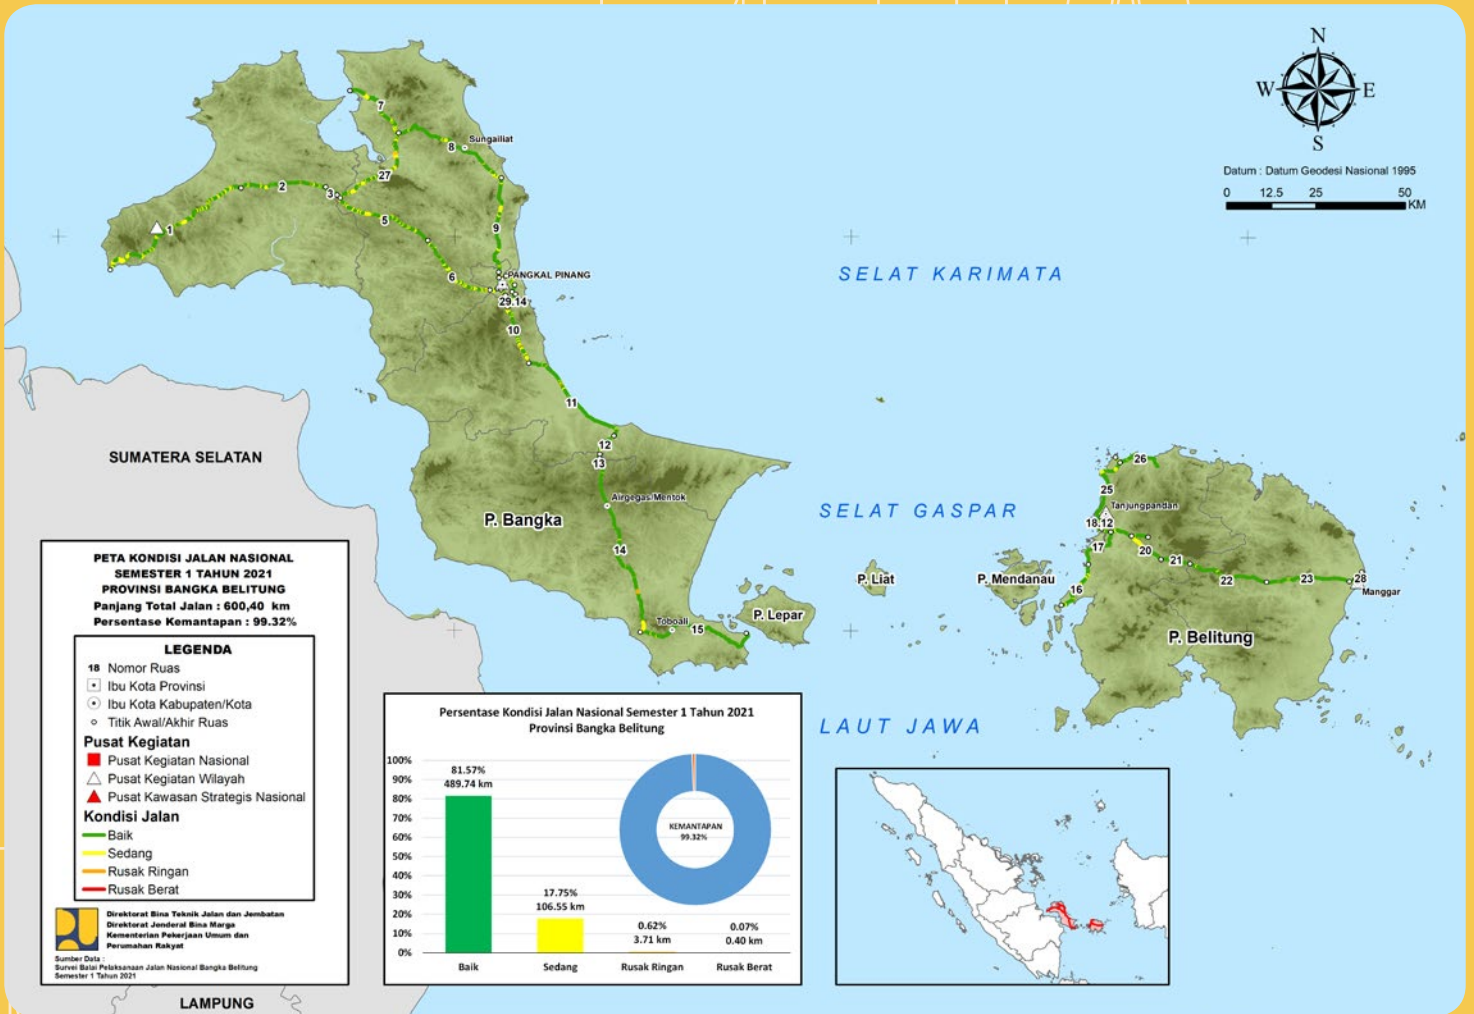 N
W
E
S
Datum : Datum Geodesi Nasional 1995
0 12.5 25 50
KM
7
Sungailiat
8
27
2
3
5
1
9
6
PANGKAL PINANG
29.14
10
11
12
13
Airgegas/Mentok
P. Bangka
14
Toboali
15
P. Lepar
SELAT KARIMATA
SELAT GASPAR
LAUT JAWA
P. Liat
P. Mendanau
26
25
Tanjungpandan
18.12
17
20
21
22
23
28
16
Manggar
P. Belitung
SUMATERA SELATAN
LAMPUNG
PETA KONDISI JALAN NASIONAL
SEMESTER 1 TAHUN 2021
PROVINSI BANGKA BELITUNG
Panjang Total Jalan : 600,40 km
Persentase Kemantapan : 99.32%
LEGENDA
18 Nomor Ruas
Ibu Kota Provinsi
Ibu Kota Kabupaten/Kota
Titik Awal/Akhir Ruas
Pusat Kegiatan
Pusat Kegiatan Nasional
Pusat Kegiatan Wilayah
Pusat Kawasan Strategis Nasional
Kondisi Jalan
Baik
Sedang
Rusak Ringan
Rusak Berat
Direktorat Bina Teknik Jalan dan Jembatan
Direktorat Jenderal Bina Marga
Kementerian Pekerjaan Umum dan
Perumahan Rakyat
Sumber Data :
Survei Balai Pelaksanaan Jalan Nasional Bangka Belitung
Semester 1 Tahun 2021
Persentase Kondisi Jalan Nasional Semester 1 Tahun 2021
Provinsi Bangka Belitung
100%
90%
80%
70%
60%
50%
40%
30%
20%
10%
0%
81.57%
489.74 km
17.75%
106.55 km
0.62%
3.71 km
0.07%
0.40 km
KEMANTAPAN
99.32%
Baik
Sedang
Rusak Ringan
Rusak Berat